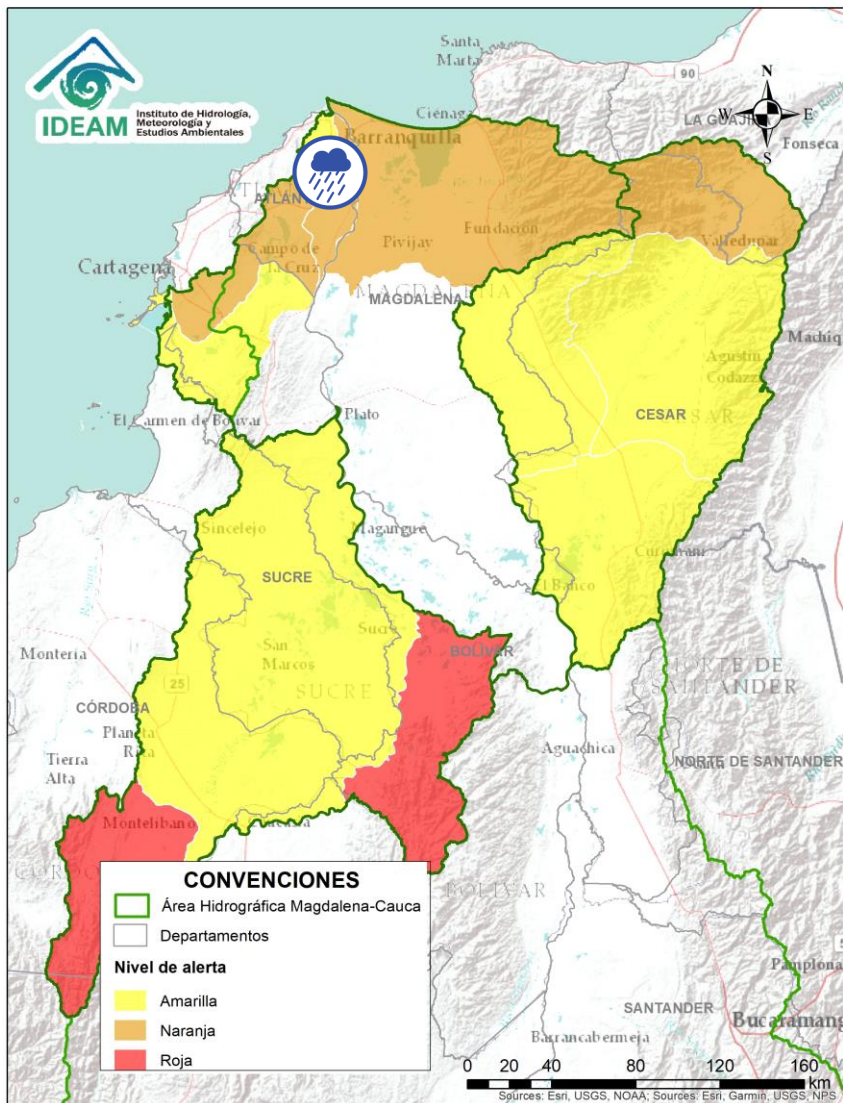 IDEAM
Instituto de Hidrología,
Meteorología y
Estudios Ambientales
Santa
Marta
90
N
W
E
S
LA GUAJIRA
Fonseca
Ciénaga
Barranquilla
Fundación
Valledupar
Campo de
la Cruz
Pivijay
Cartagena
MAGDALENA
MAGDALENA
Agustín
Codazzi
CESAR
El Carmen de Bolívar
Plato
Sincelejo
Magangue
SUCRE
El Banco
San
Marcos
Sucre
BOLÍVAR
SUCRE
Montería
25
CÓRDOBA
Planeta
Rica
Tierra
Alta
NORTE DE
SANTANDER
Aguachica
NORTE DE SANTANDER
Montelibano
BOLÍVAR
CONVENCIONES
Área Hidrográfica Magdalena-Cauca
Departamentos
Nivel de alerta
Amarilla
Naranja
Roja
Pamplona
SANTANDER
Bucaramang
Barrancabermeja
0 20 40 80 120 160
km
Sources: Esri, USGS, NOAA; Sources: Esri, Garmin, USGS, NPS